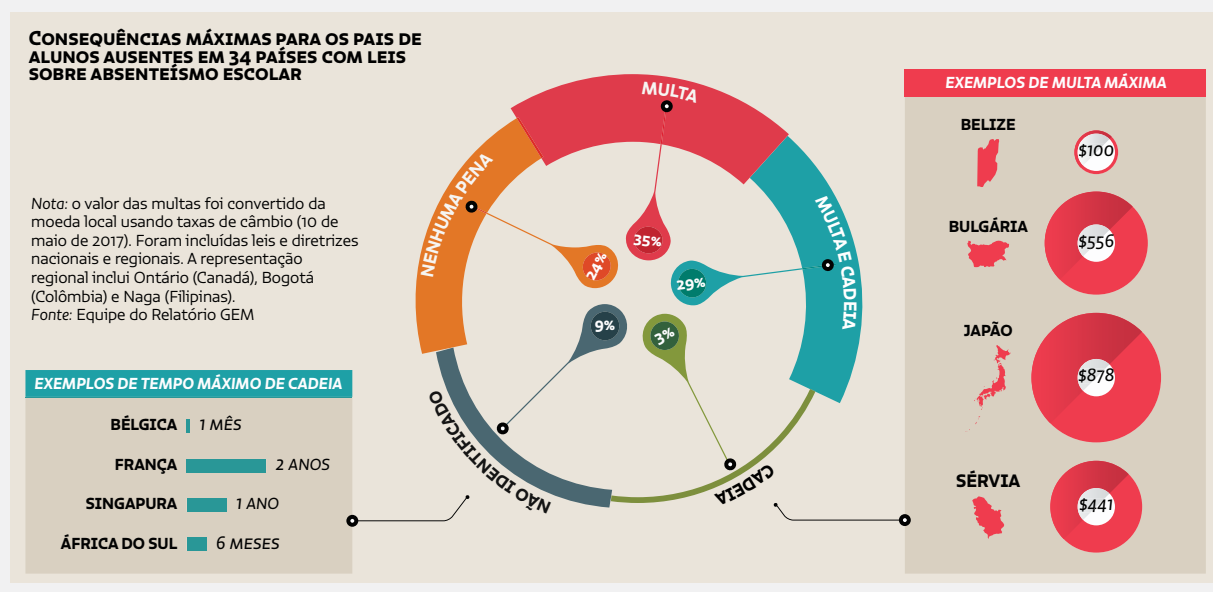 CONSEQUÊNCIAS MÁXIMAS PARA OS PAIS DE
ALUNOS AUSENTES EM 34 PAÍSES COM LEIS
SOBRE ABSENTEÍSMO ESCOLAR
Nota: o valor das multas foi convertido da
moeda local usando taxas de câmbio (10 de
maio de 2017). Foram incluídas leis e diretrizes
nacionais e regionais. A representação
regional inclui Ontário (Canadá), Bogotá
(Colômbia) e Naga (Filipinas).
Fonte: Equipe do Relatório GEM
EXEMPLOS DE TEMPO MÁXIMO DE CADEIA
BÉLGICA 1 MÊS
FRANÇA 2 ANOS
SINGAPURA 1 ANO
ÁFRICA DO SUL 6 MESES
MULTA
35%
MULTA E CADEIA
29%
CADEIA
3%
NÃO IDENTIFICADO
9%
NENHUMA PENA
24%
EXEMPLOS DE MULTA MÁXIMA
BELIZE
$100
BULGÁRIA
$556
JAPÃO
$878
SÉRVIA
$441